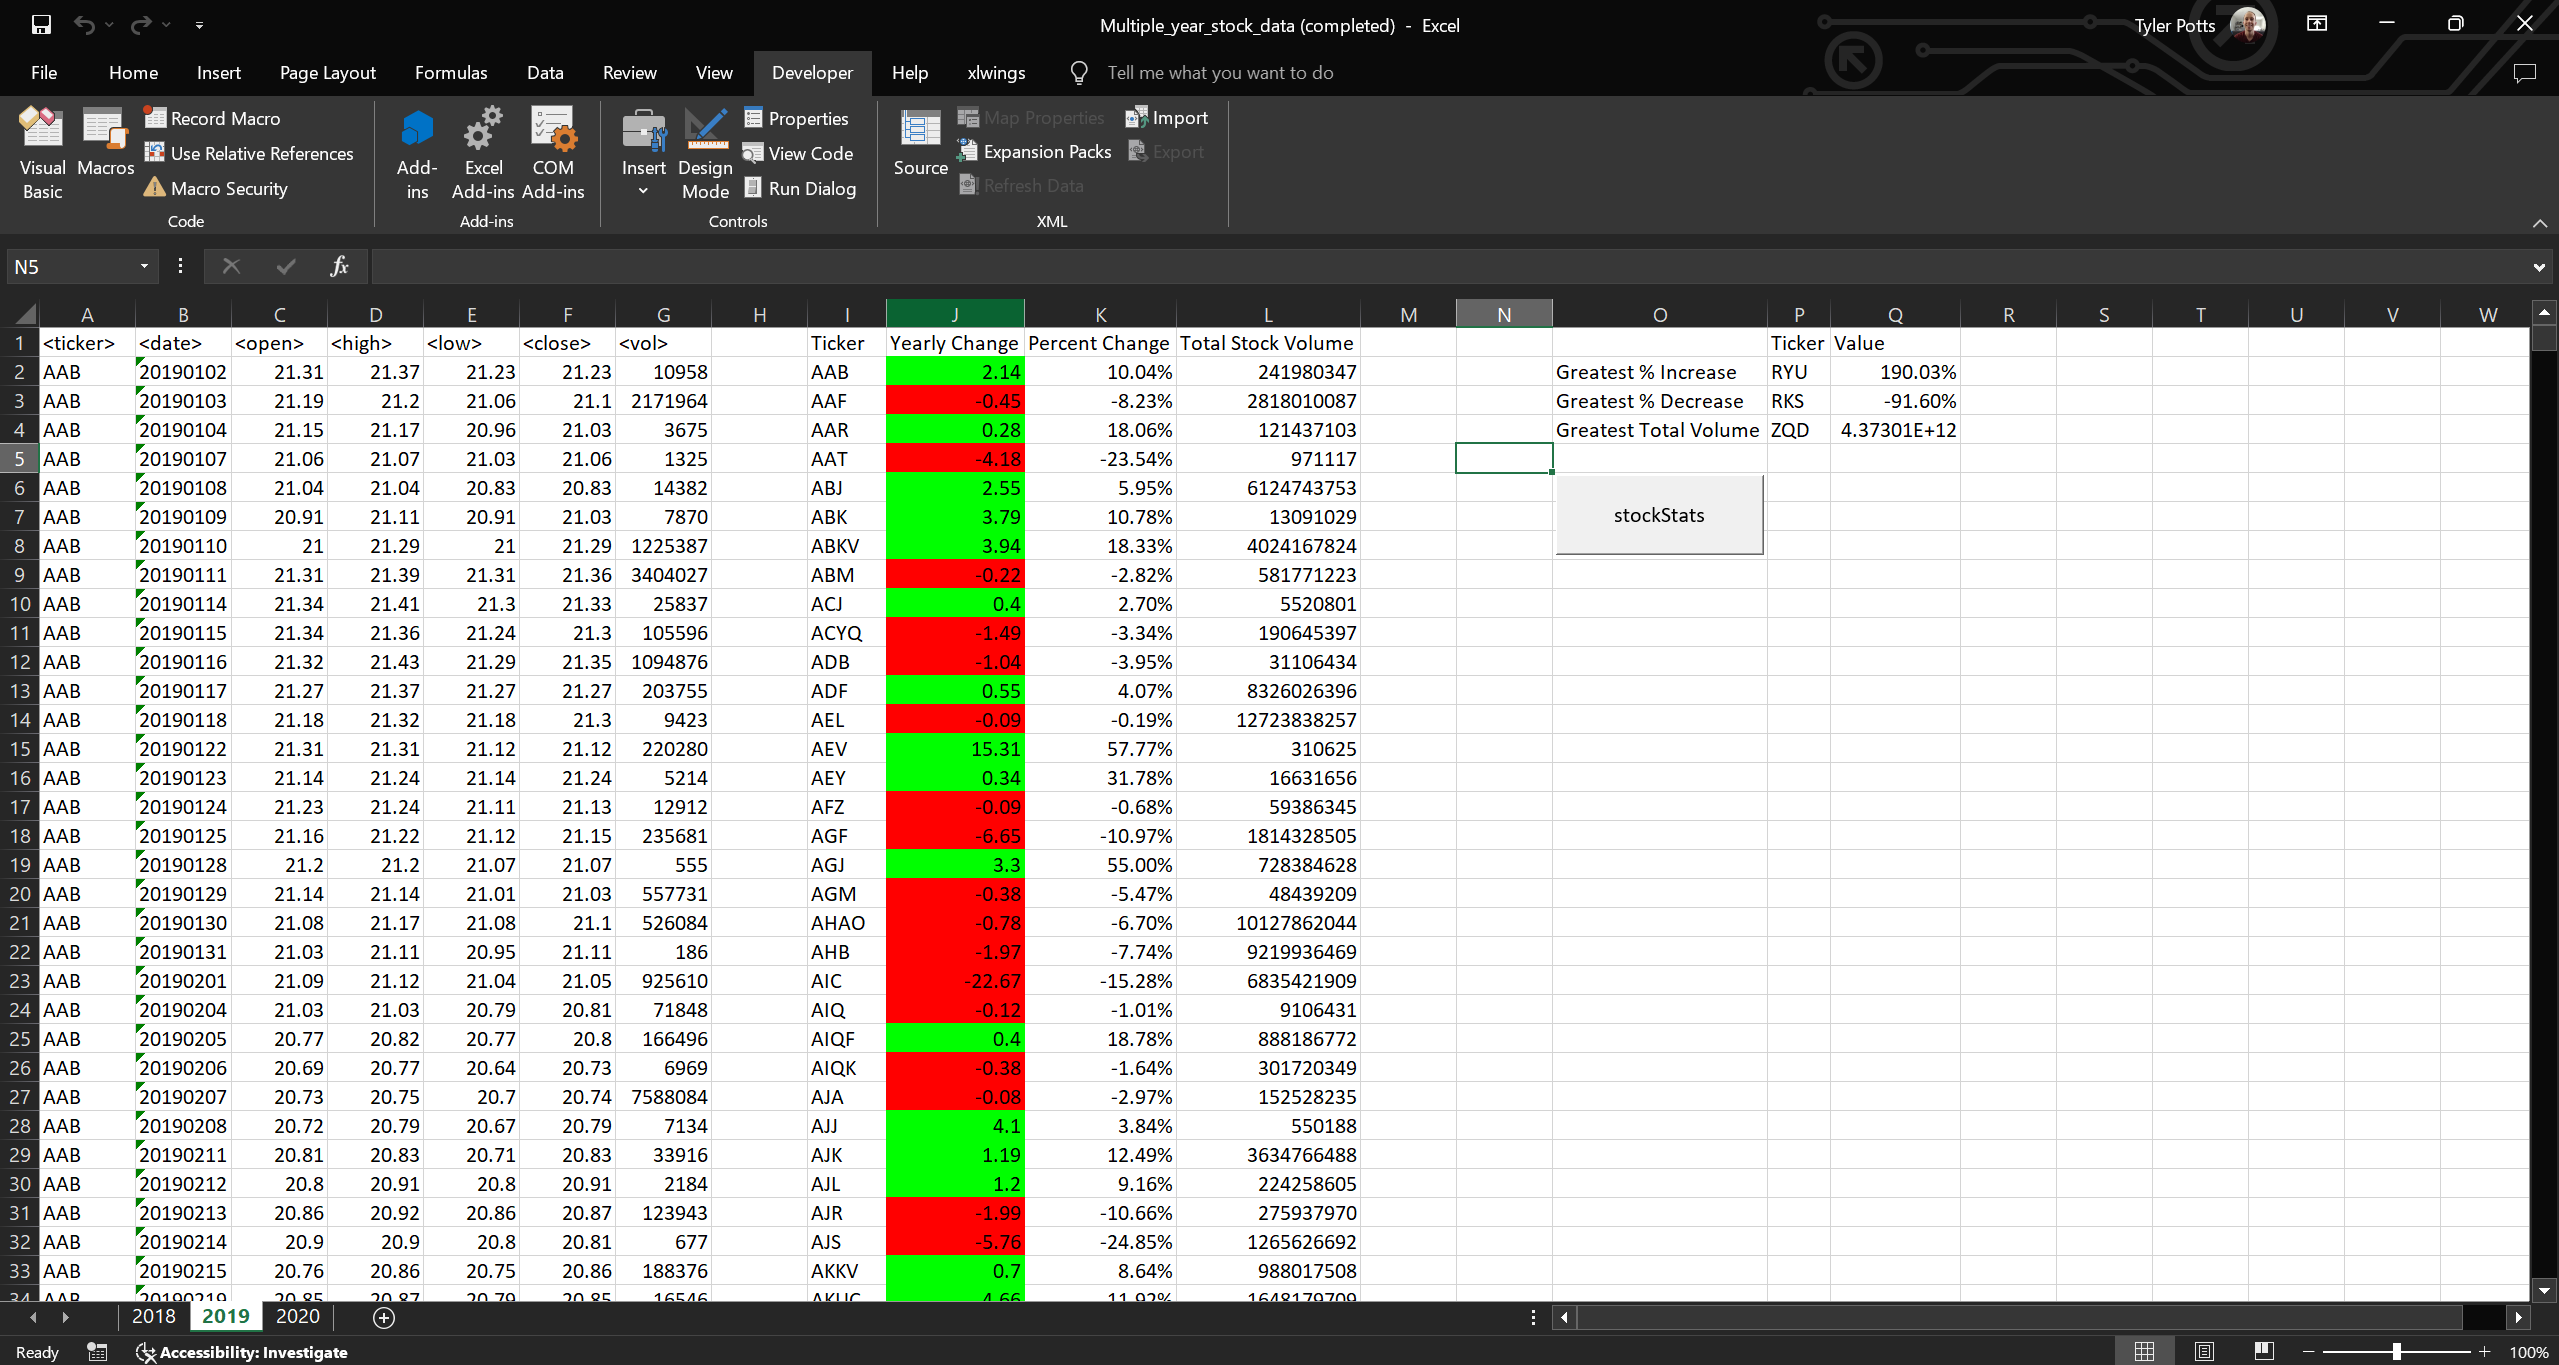 Multiple_year_stock_data (completed) - Excel
Tyler Potts
File Home Insert Page Layout Formulas Data Review View Developer Help xlwings Tell me what you want to do
Visual Basic Macros Record Macro Use Relative References Macro Security
Add-ins Excel Add-ins COM Add-ins
Insert Design Mode Properties View Code Run Dialog
Source Map Properties Expansion Packs Refresh Data Import Export
Code Add-ins Controls XML
N5 fx
A B C D E F G H I J K L M N O P Q R S T U V W
1 <ticker> <date> <open> <high> <low> <close> <vol> Ticker Yearly Change Percent Change Total Stock Volume Ticker Value
2 AAB 20190102 21.31 21.37 21.23 21.23 10958 AAB 2.14 10.04% 241980347 Greatest % Increase RYU 190.03%
3 AAB 20190103 21.19 21.2 21.06 21.1 2171964 AAF -0.45 -8.23% 2818010087 Greatest % Decrease RKS -91.60%
4 AAB 20190104 21.15 21.17 20.96 21.03 3675 AAR 0.28 18.06% 121437103 Greatest Total Volume ZQD 4.37301E+12
5 AAB 20190107 21.06 21.07 21.03 21.06 1325 AAT -4.18 -23.54% 971117
6 AAB 20190108 21.04 21.04 20.83 20.83 14382 ABJ 2.55 5.95% 6124743753
7 AAB 20190109 20.91 21.11 20.91 21.03 7870 ABK 3.79 10.78% 13091029 stockStats
8 AAB 20190110 21 21.29 21 21.29 1225387 ABKV 3.94 18.33% 4024167824
9 AAB 20190111 21.31 21.39 21.31 21.36 3404027 ABM -0.22 -2.82% 581771223
10 AAB 20190114 21.34 21.41 21.3 21.33 25837 ACJ 0.4 2.70% 5520801
11 AAB 20190115 21.34 21.36 21.24 21.3 105596 ACYQ -1.49 -3.34% 190645397
12 AAB 20190116 21.32 21.43 21.29 21.35 1094876 ADB -1.04 -3.95% 31106434
13 AAB 20190117 21.27 21.37 21.27 21.27 203755 ADF 0.55 4.07% 8326026396
14 AAB 20190118 21.18 21.32 21.18 21.3 9423 AEL -0.09 -0.19% 12723838257
15 AAB 20190122 21.31 21.31 21.12 21.12 220280 AEV 15.31 57.77% 310625
16 AAB 20190123 21.14 21.24 21.14 21.24 5214 AEY 0.34 31.78% 16631656
17 AAB 20190124 21.23 21.24 21.11 21.13 12912 AFZ -0.09 -0.68% 59386345
18 AAB 20190125 21.16 21.22 21.12 21.15 235681 AGF -6.65 -10.97% 1814328505
19 AAB 20190128 21.2 21.2 21.07 21.07 555 AGJ 3.3 55.00% 728384628
20 AAB 20190129 21.14 21.14 21.01 21.03 557731 AGM -0.38 -5.47% 48439209
21 AAB 20190130 21.08 21.17 21.08 21.1 526084 AHAO -0.78 -6.70% 10127862044
22 AAB 20190131 21.03 21.11 20.95 21.11 186 AHB -1.97 -7.74% 9219936469
23 AAB 20190201 21.09 21.12 21.04 21.05 925610 AIC -22.67 -15.28% 6835421909
24 AAB 20190204 21.03 21.03 20.79 20.81 71848 AIQ -0.12 -1.01% 9106431
25 AAB 20190205 20.77 20.82 20.77 20.8 166496 AIQF 0.4 18.78% 888186772
26 AAB 20190206 20.69 20.77 20.64 20.73 6969 AIQK -0.38 -1.64% 301720349
27 AAB 20190207 20.73 20.75 20.7 20.74 7588084 AJA -0.08 -2.97% 152528235
28 AAB 20190208 20.72 20.79 20.67 20.79 7134 AJJ 4.1 3.84% 550188
29 AAB 20190211 20.81 20.83 20.71 20.83 33916 AJK 1.19 12.49% 3634766488
30 AAB 20190212 20.8 20.91 20.8 20.91 2184 AJL 1.2 9.16% 224258605
31 AAB 20190213 20.86 20.92 20.86 20.87 123943 AJR -1.99 -10.66% 275937970
32 AAB 20190214 20.9 20.9 20.8 20.81 677 AJS -5.76 -24.85% 1265626692
33 AAB 20190215 20.76 20.86 20.75 20.86 188376 AKKV 0.7 8.64% 988017508
34 AAB 20190219 20.85 20.87 20.79 20.85 16546 4.66 11.92% 1648179709
2018 2019 2020
Ready Accessibility: Investigate 100%